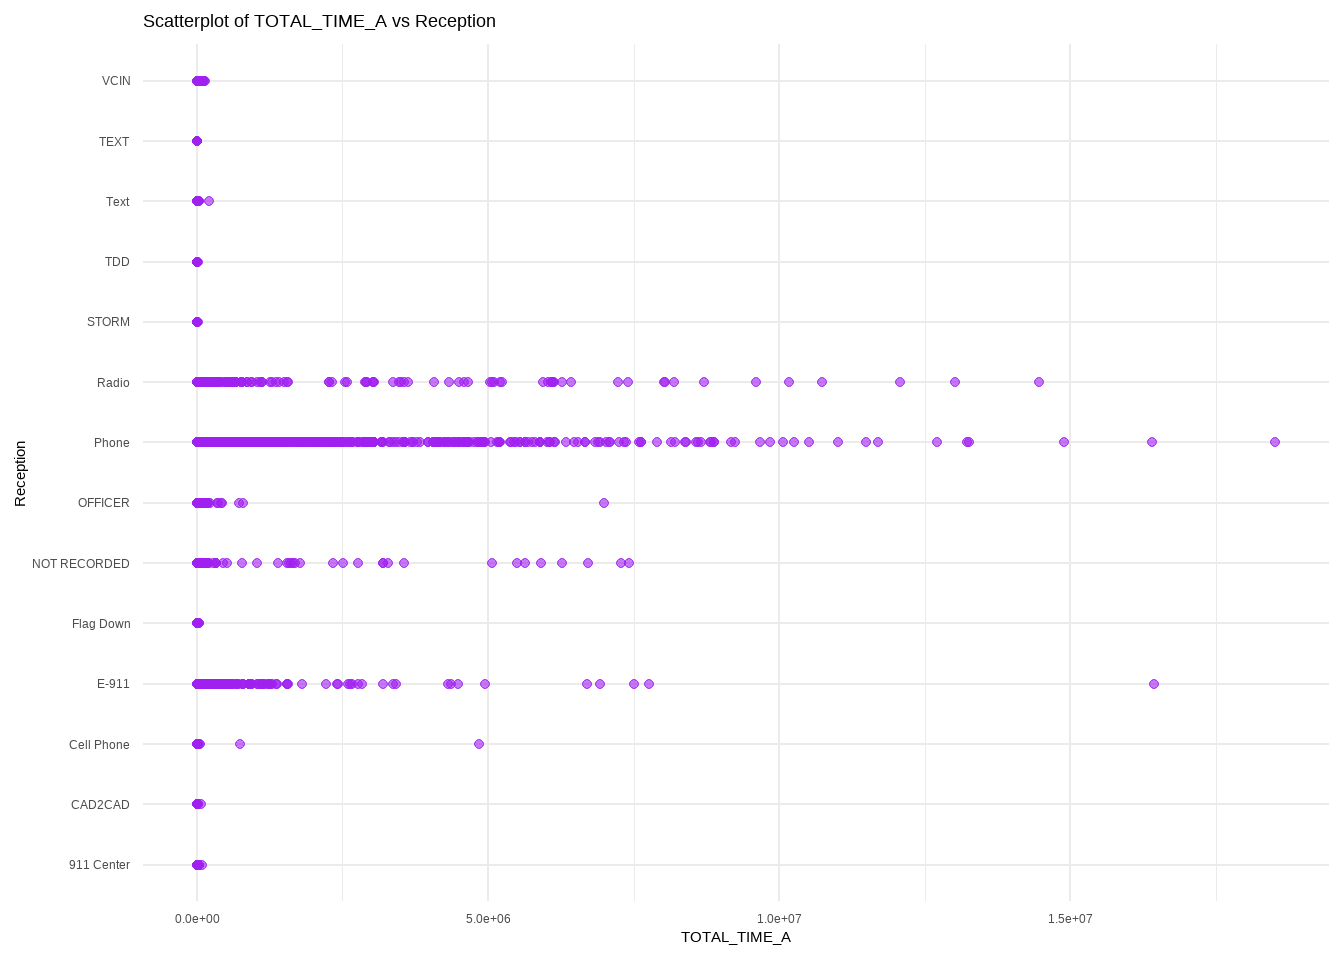 Scatterplot of TOTAL_TIME_A vs Reception
VCIN
TEXT
Text
TDD
STORM
Radio
Phone
OFFICER
NOT RECORDED
Flag Down
E-911
Cell Phone
CAD2CAD
911 Center
Reception
0.0e+00
5.0e+06
1.0e+07
1.5e+07
TOTAL_TIME_A